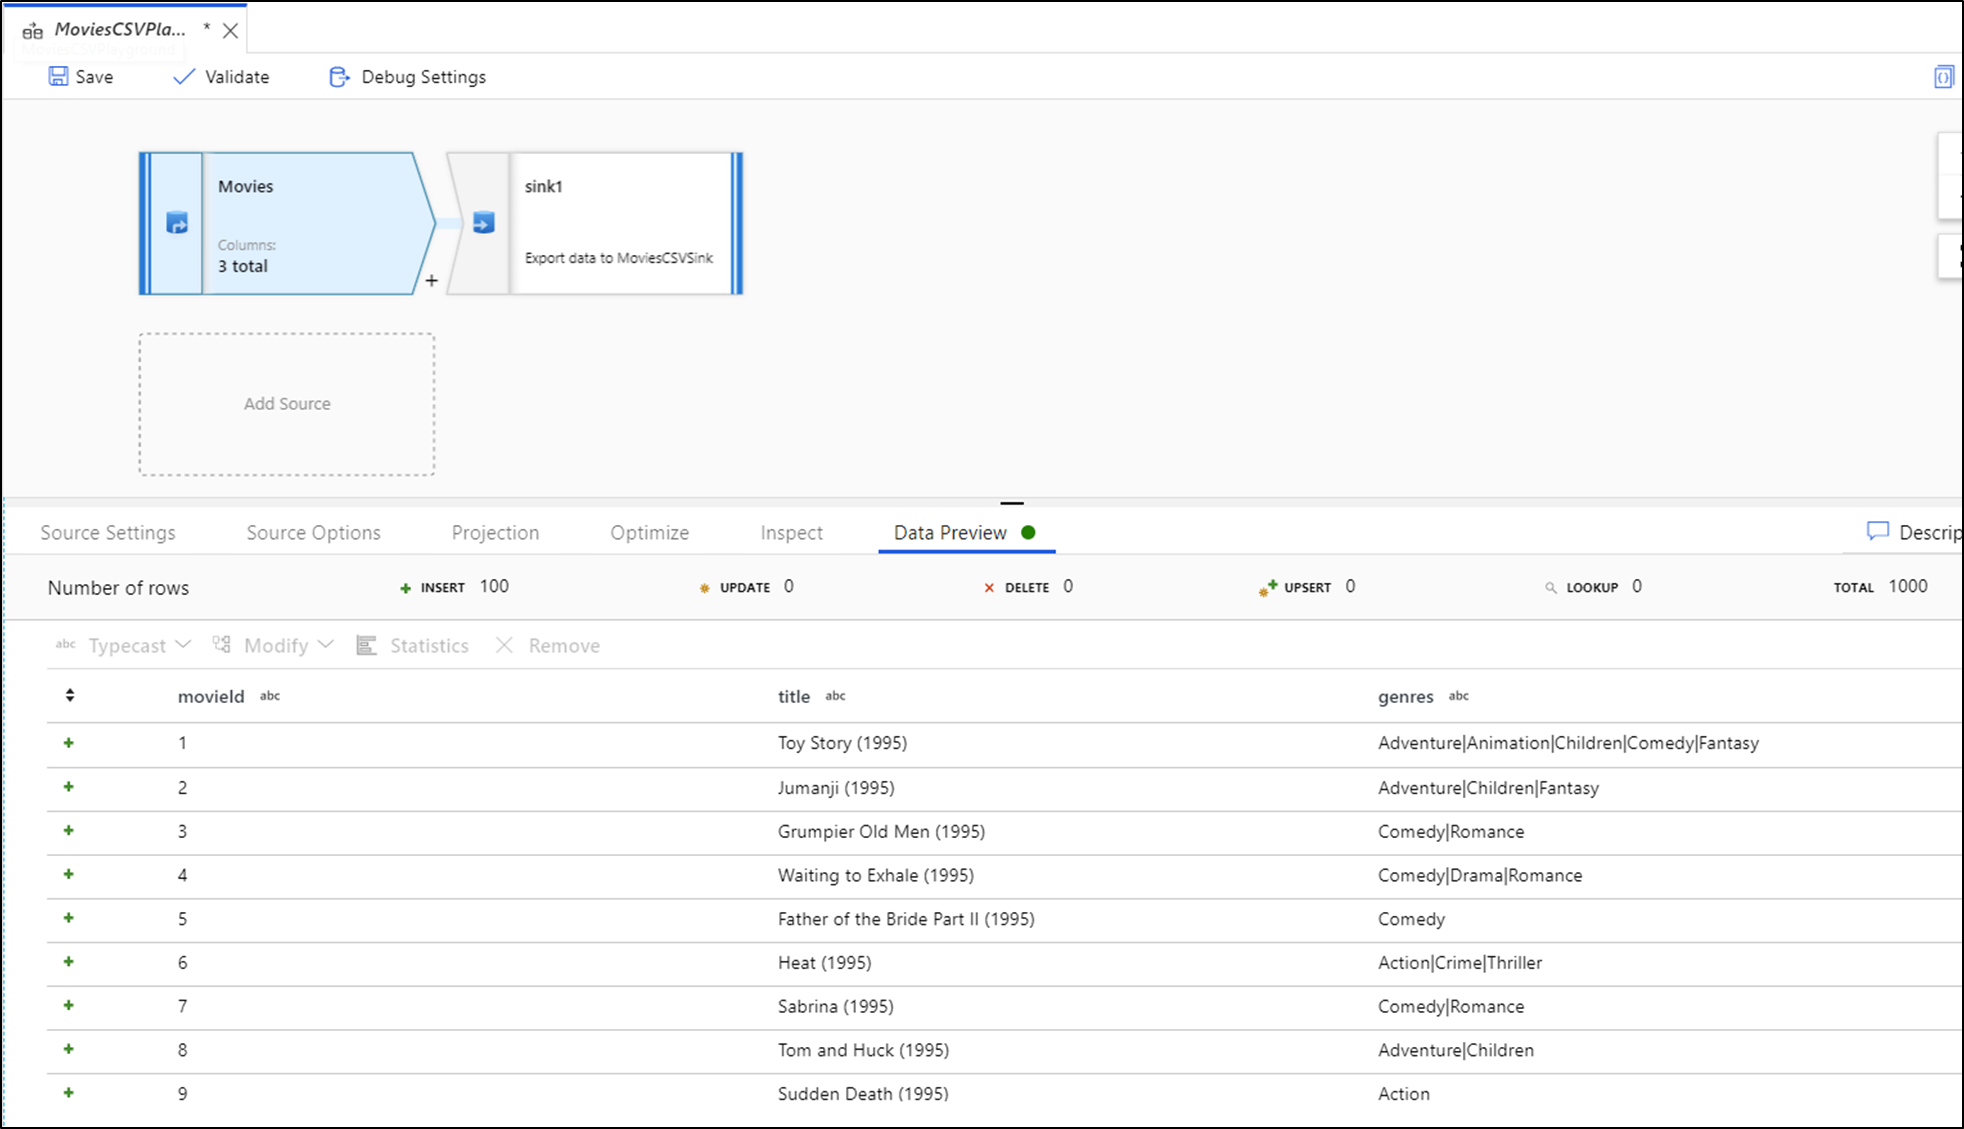 MoviesCSVPla... *
Save Validate Debug Settings
Movies
Columns:
3 total
+
sink1
Export data to MoviesCSVSink
Add Source
Source Settings Source Options Projection Optimize Inspect Data Preview Descrip
Number of rows INSERT 100 UPDATE 0 DELETE 0 UPSERT 0 LOOKUP 0 TOTAL 1000
abc Typecast Modify Statistics Remove
movieId abc title abc genres abc
+ 1 Toy Story (1995) Adventure|Animation|Children|Comedy|Fantasy
+ 2 Jumanji (1995) Adventure|Children|Fantasy
+ 3 Grumpier Old Men (1995) Comedy|Romance
+ 4 Waiting to Exhale (1995) Comedy|Drama|Romance
+ 5 Father of the Bride Part II (1995) Comedy
+ 6 Heat (1995) Action|Crime|Thriller
+ 7 Sabrina (1995) Comedy|Romance
+ 8 Tom and Huck (1995) Adventure|Children
+ 9 Sudden Death (1995) Action